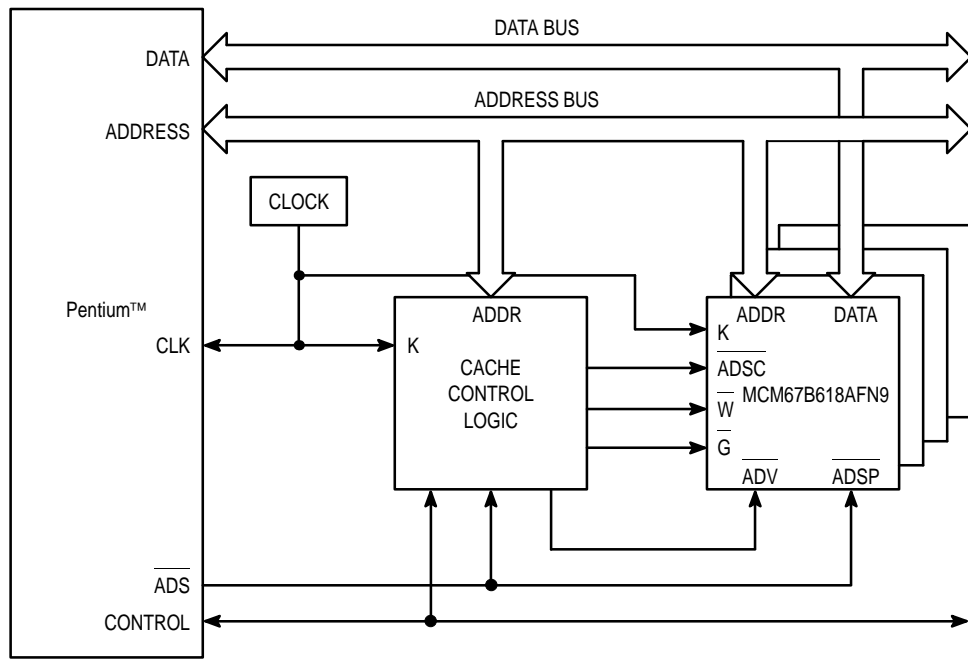 DATA BUS
DATA
ADDRESS BUS
ADDRESS
CLOCK
Pentium™
ADDR
ADDR DATA
K
CLK
K
CACHE
CONTROL
LOGIC
ADSC
MCM67B618AFN9
W
G
ADV ADSP
ADS
CONTROL